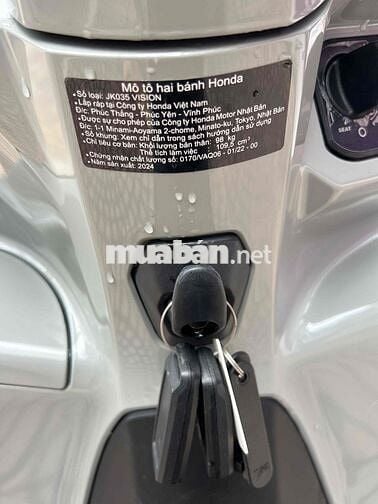 Mô tô hai bánh Honda
•Số loại: JK035 VISION
•Lắp ráp tại Công ty Honda Việt Nam
Đ/c: Phúc Thắng - Phúc Yên - Vĩnh Phúc
•Được sự cho phép của Công ty Honda Motor Nhật Bản
Đ/c: 1-1 Minami-Aoyama 2-chome, Minato-ku, Tokyo, Nhật Bản
•Số khung: Xem chỉ dẫn trong sách hướng dẫn sử dụng
•Chỉ tiêu cơ bản: Khối lượng bản thân: 98 kg
Thể tích làm việc : 109,5 cm³
•Chứng nhận chất lượng số: 0170/VAQ06 - 01/22 - 00
•Năm sản xuất: 2024
SEAT
muaban.net